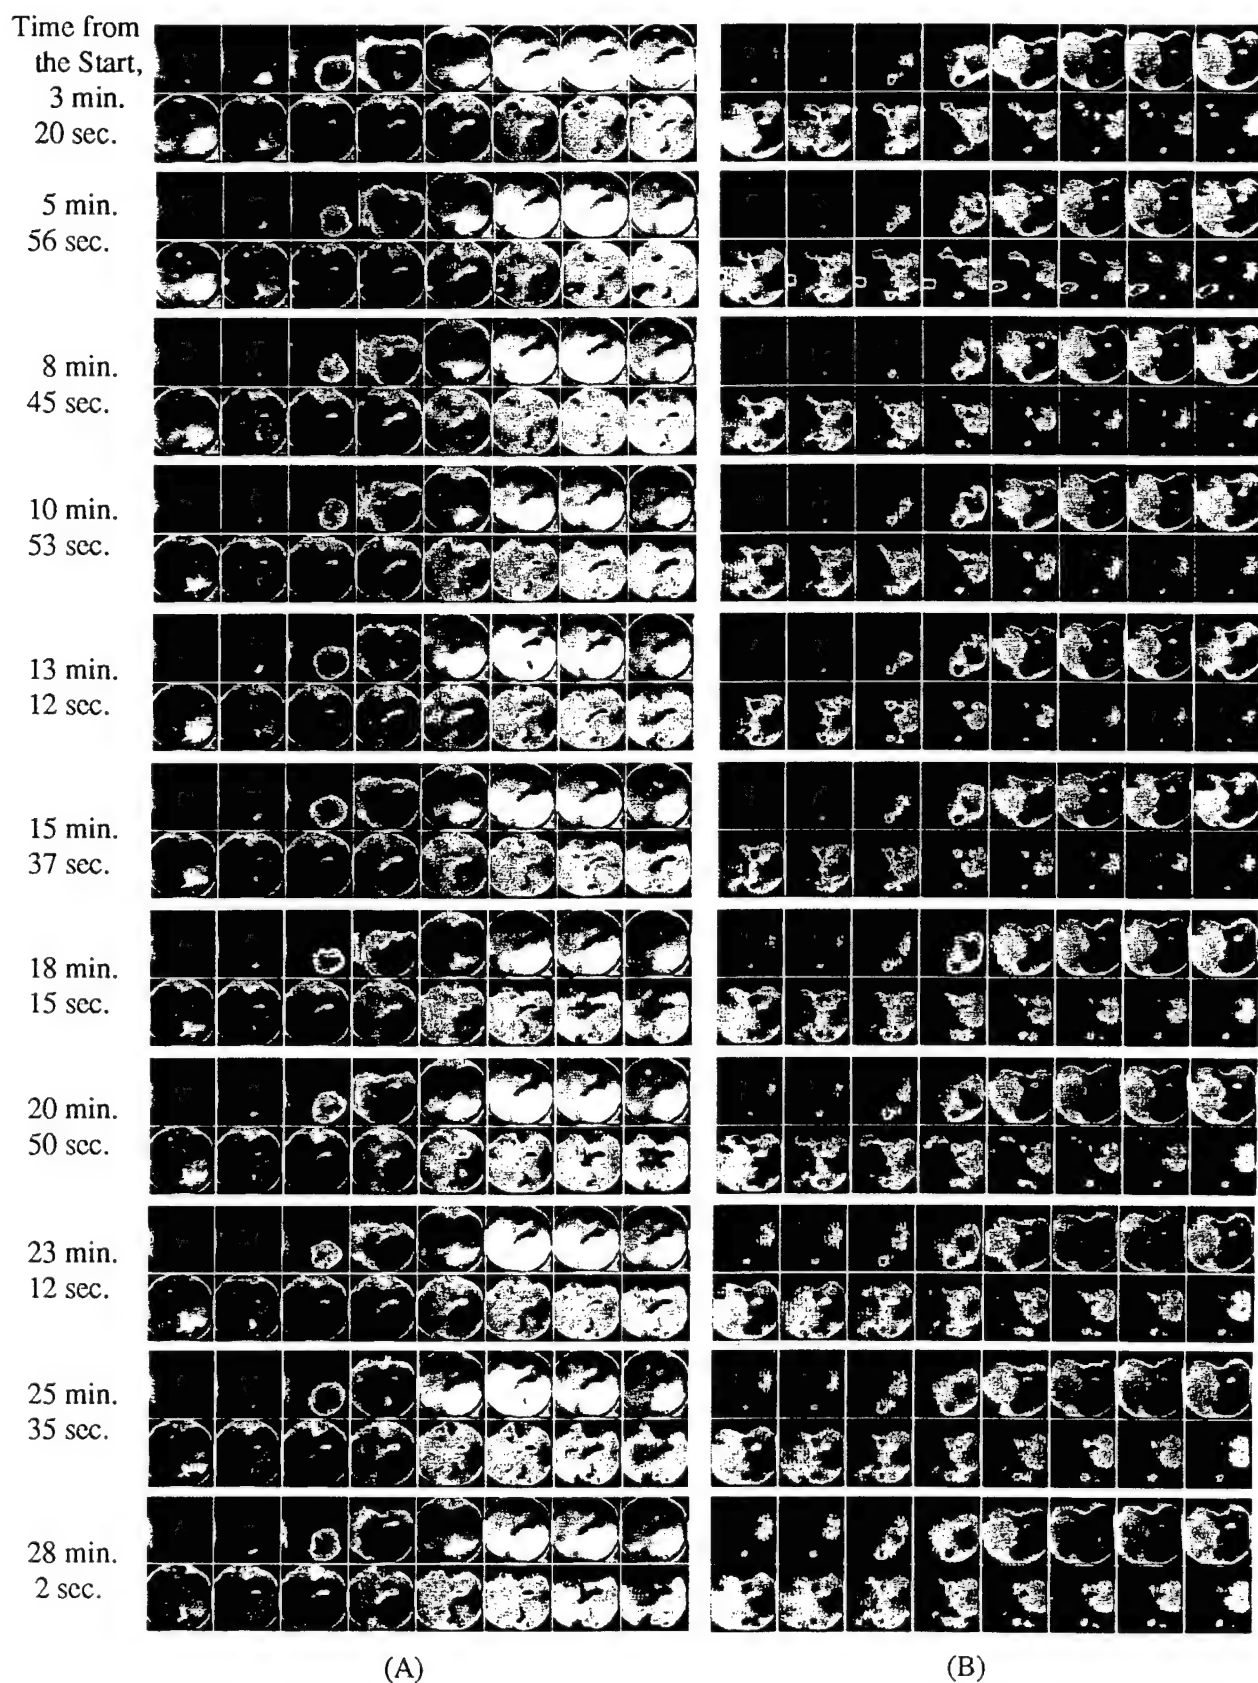 Time from
the Start,
3 min.
20 sec.
5 min.
56 sec.
8 min.
45 sec.
10 min.
53 sec.
13 min.
12 sec.
15 min.
37 sec.
18 min.
15 sec.
20 min.
50 sec.
23 min.
12 sec.
25 min.
35 sec.
28 min.
2 sec.
(A)
(B)